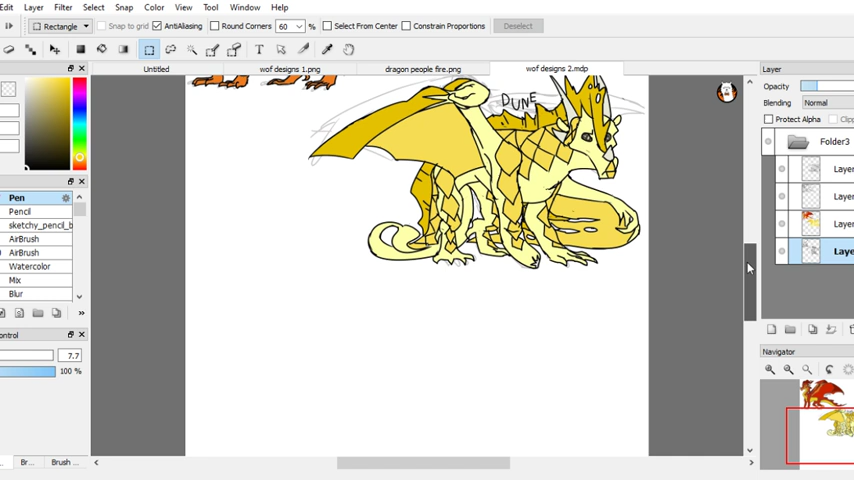 Edit Layer Filter Select Snap Color Tool Window Help
Rectangle Snap to grid AntiAliasing Round Corners 60 % Select From Center Constrain Proportions Deselect
Untitled wof designs 1.png dragon people fire.png wof designs 2.mdp
DUNE
Pen
Pencil
sketchy_pencil_b
AirBrush
AirBrush
Watercolor
Mix
Blur
7.7
100 %
Br... Brush ...
Layer
Opacity
Blending Normal
Protect Alpha
Folder3
Navigator